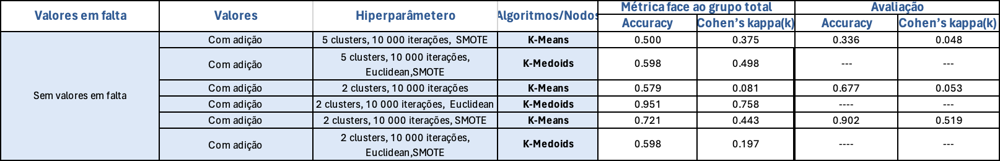 Valores em falta Valores Hiperparâmetero Algoritmos/Nodos Métrica face ao grupo total Avaliação
Accuracy Cohen's kappa(k) Accuracy Cohen's kappa(k)
Sem valores em falta
Com adição 5 clusters, 10 000 iterações, SMOTE K-Means 0.500 0.375 0.336 0.048
Com adição 5 clusters, 10 000 iterações,
Euclidean,SMOTE K-Medoids 0.598 0.498 --- ---
Com adição 2 clusters, 10 000 iterações K-Means 0.579 0.081 0.677 0.053
Com adição 2 clusters, 10 000 iterações, Euclidean K-Medoids 0.951 0.758 ---- ---
Com adição 2 clusters, 10 000 iterações, SMOTE K-Means 0.721 0.443 0.902 0.519
Com adição 2 clusters, 10 000 iterações,
Euclidean,SMOTE K-Medoids 0.598 0.197 ---- ---